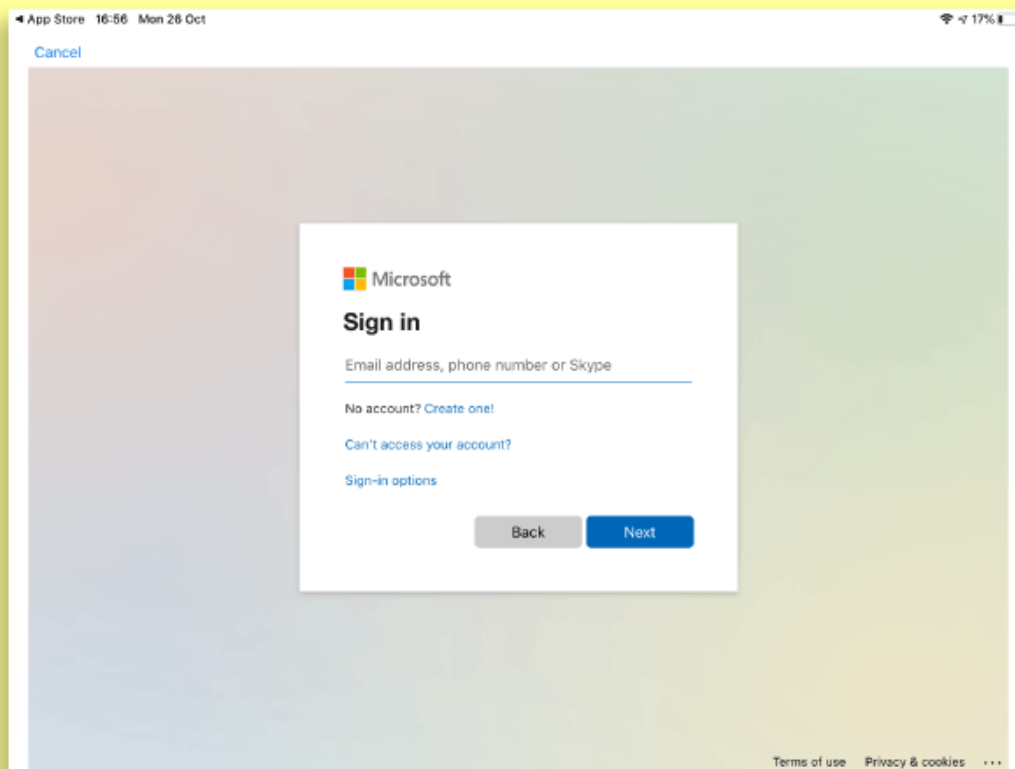 App Store 16:56 Mon 26 Oct 17%
Cancel
Microsoft
Sign in
Email address, phone number or Skype
No account? Create one!
Can't access your account?
Sign-in options
Back Next
Terms of use Privacy & cookies ...